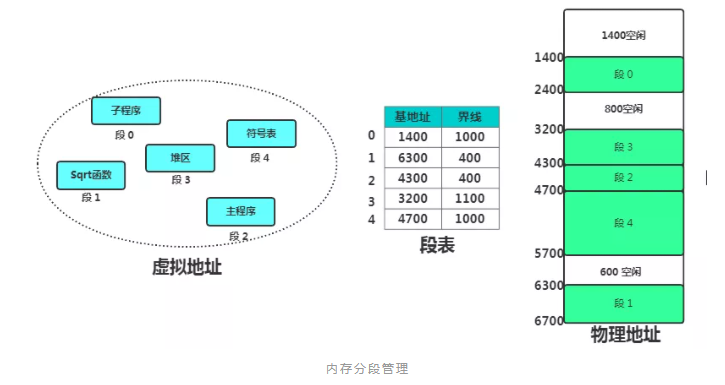 子程序
段 0
符号表
段 4
堆区
段 3
Sqrt函数
段 1
主程序
段 2
虚拟地址
基地址 界线
0 1400 1000
1 6300 400
2 4300 400
3 3200 1100
4 4700 1000
段表
1400空闲
1400
段 0
2400
800空闲
3200
段 3
4300
段 2
4700
段 4
5700
600 空闲
6300
段 1
6700
物理地址
内存分段管理